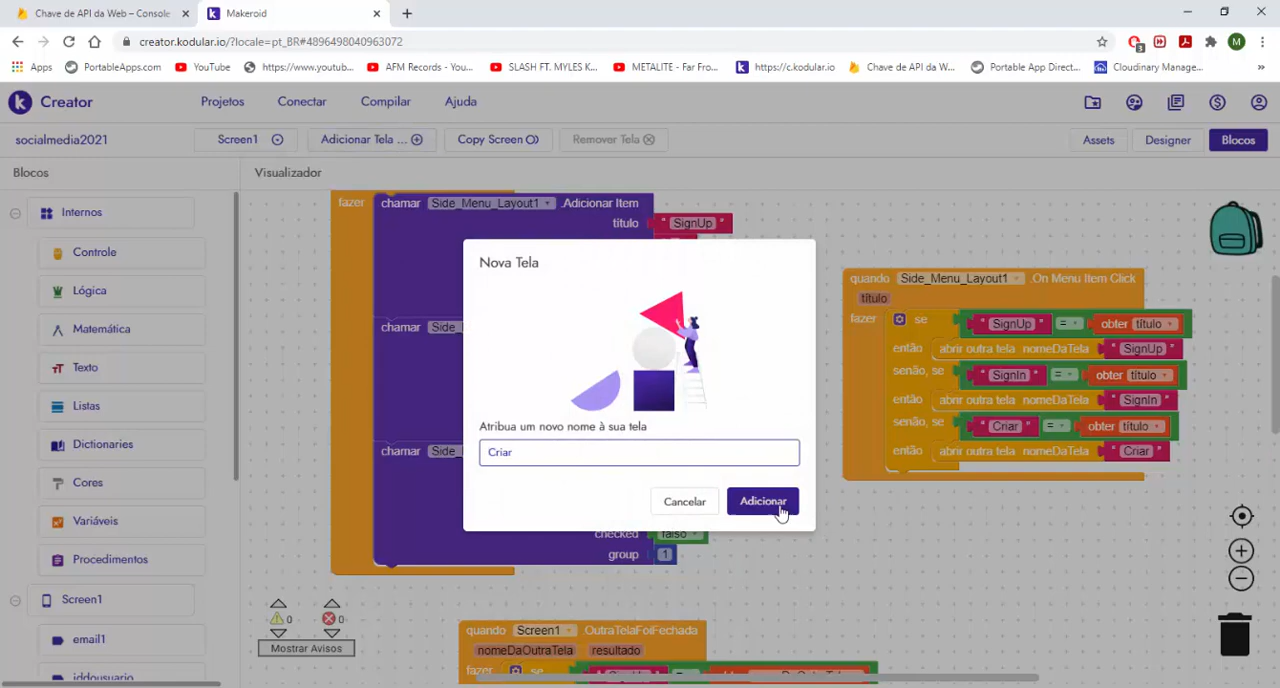 Chave de API da Web – Console
Makeroid
creator.kodular.io/?locale=pt_BR#4896498040963072
Apps
PortableApps.com
YouTube
https://www.youtub...
AFM Records - You...
SLASH FT. MYLES K...
METALITE - Far Fro...
https://c.kodular.io
Chave de API da W...
Portable App Direct...
Cloudinary Manage...
»
3
M
Creator
Projetos
Conectar
Compilar
Ajuda
socialmedia2021
Screen1
Adicionar Tela ...
Copy Screen
Remover Tela
Assets
Designer
Blocos
Blocos
Visualizador
Internos
Controle
Lógica
Matemática
Texto
Listas
Dictionaries
Cores
Variáveis
Procedimentos
Screen1
email1
iddousuario
fazer
chamar Side_Menu_Layout1 .Adicionar Item
título " SignUp "
chamar Side_M
chamar Side_
checked falso
group 1
Nova Tela
Atribua um novo nome à sua tela
Criar
Cancelar
Adicionar
quando Side_Menu_Layout1 .On Menu Item Click
título
fazer se " SignUp " = obter título
então abrir outra tela nomeDaTela " SignUp "
senão, se " SignIn " = obter título
então abrir outra tela nomeDaTela " SignIn "
senão, se " Criar " = obter título
então abrir outra tela nomeDaTela " Criar "
0
0
Mostrar Avisos
quando Screen1 .OutraTelaFoiFechada
nomeDaOutraTela resultado
fazer se